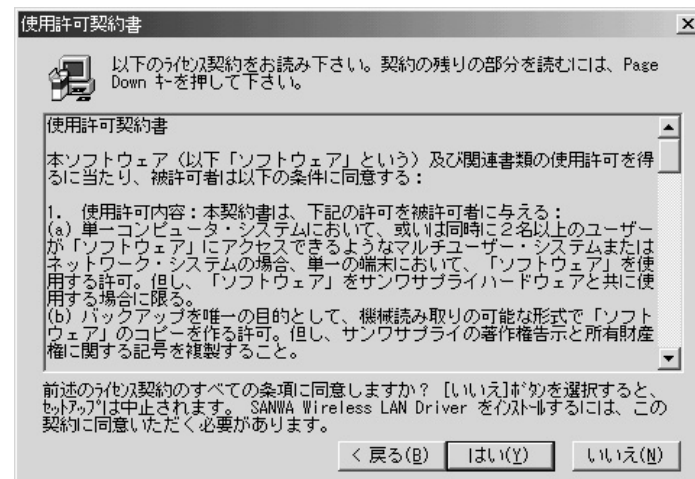 使用許可契約書
以下のﾗｲｾﾝｽ契約をお読み下さい。契約の残りの部分を読むには、Page
Down ｷｰを押して下さい。
使用許可契約書
本ソフトウェア（以下「ソフトウェア」という）及び関連書類の使用許可を得
るに当たり、被許可者は以下の条件に同意する：
1. 使用許可内容：本契約書は、下記の許可を被許可者に与える：
(a) 単一コンピュータ・システムにおいて、或いは同時に２名以上のユーザー
が「ソフトウェア」にアクセスできるようなマルチユーザー・システムまたは
ネットワーク・システムの場合、単一の端末において、「ソフトウェア」を使
用する許可。但し、「ソフトウェア」をサンワサプライハードウェアと共に使
用する場合に限る。
(b) バックアップを唯一の目的として、機械読み取りの可能な形式で「ソフト
ウェア」のコピーを作る許可。但し、サンワサプライの著作権告示と所有財産
権に関する記号を複製すること。
前述のﾗｲｾﾝｽ契約のすべての条項に同意しますか？ [いいえ]ﾎﾞﾀﾝを選択すると、
ｾｯﾄｱｯﾌﾟは中止されます。 SANWA Wireless LAN Driver をｲﾝｽﾄｰﾙするには、この
契約に同意いただく必要があります。
< 戻る(B) はい(Y) いいえ(N)